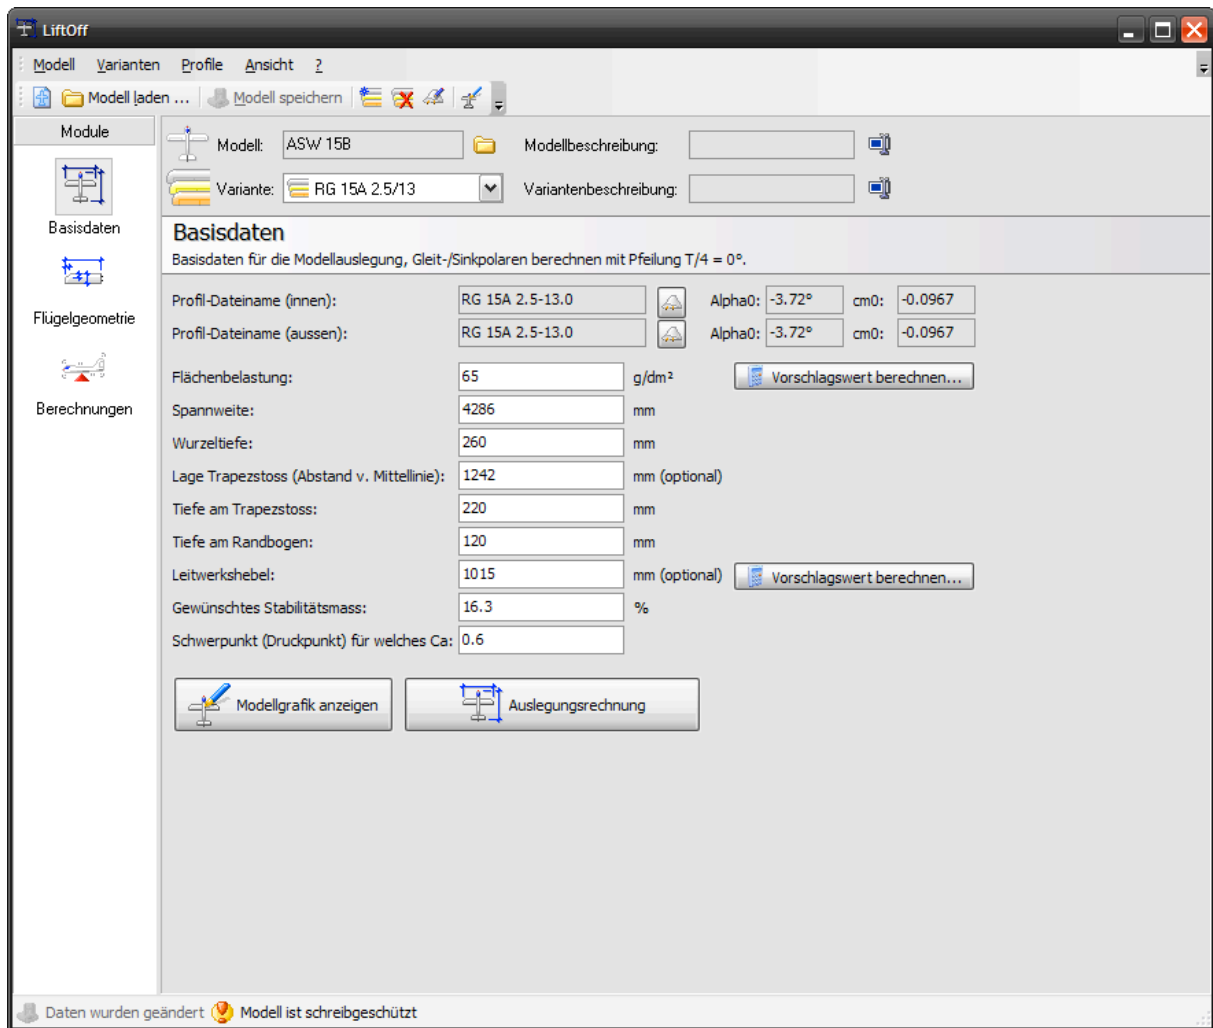 LiftOff
Modell Varianten Profile Ansicht ?
Modell laden ... Modell speichern
Module
Basisdaten
Flügelgeometrie
Berechnungen
Modell: ASW 15B Modellbeschreibung:
Variante: RG 15A 2.5/13 Variantenbeschreibung:
Basisdaten
Basisdaten für die Modellauslegung, Gleit-/Sinkpolaren berechnen mit Pfeilung T/4 = 0°.
Profil-Dateiname (innen): RG 15A 2.5-13.0 Alpha0: -3.72° cm0: -0.0967
Profil-Dateiname (aussen): RG 15A 2.5-13.0 Alpha0: -3.72° cm0: -0.0967
Flächenbelastung: 65 g/dm² Vorschlagswert berechnen...
Spannweite: 4286 mm
Wurzeltiefe: 260 mm
Lage Trapezstoss (Abstand v. Mittellinie): 1242 mm (optional)
Tiefe am Trapezstoss: 220 mm
Tiefe am Randbogen: 120 mm
Leitwerkshebel: 1015 mm (optional) Vorschlagswert berechnen...
Gewünschtes Stabilitätsmass: 16.3 %
Schwerpunkt (Druckpunkt) für welches Ca: 0.6
Modellgrafik anzeigen Auslegungsrechnung
Daten wurden geändert Modell ist schreibgeschützt